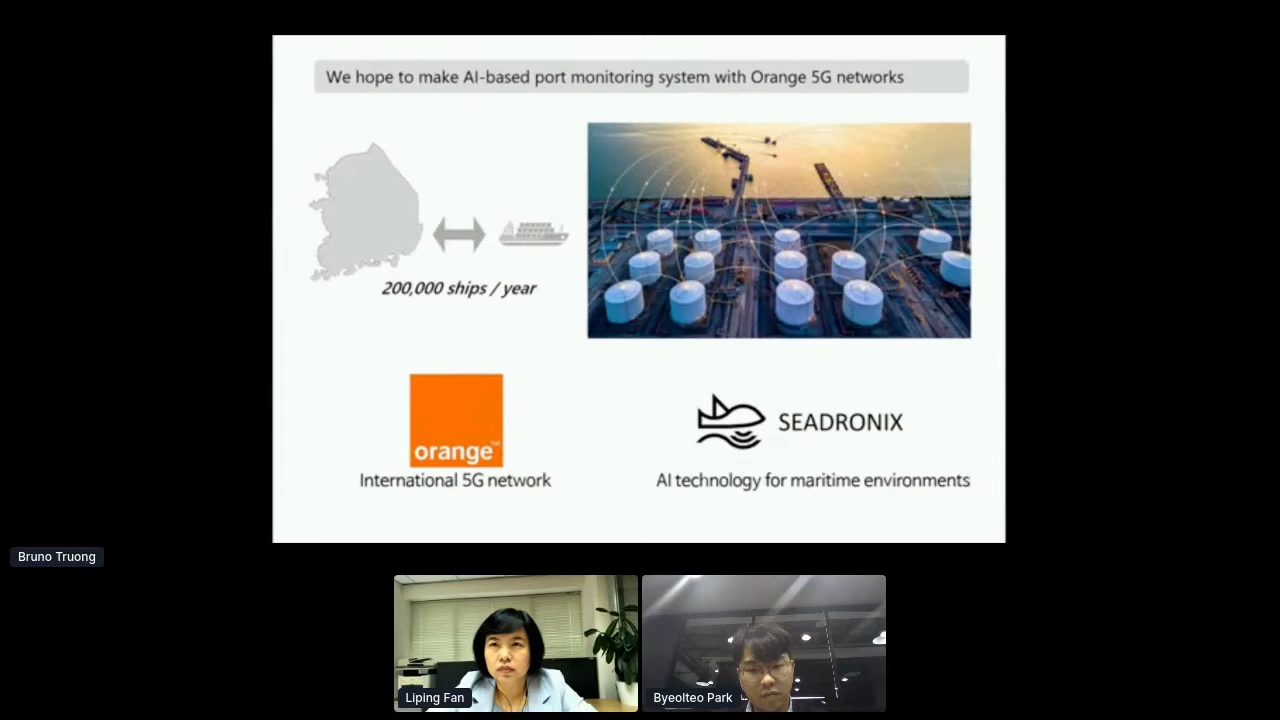 We hope to make AI-based port monitoring system with Orange 5G networks
200,000 ships / year
orange™
SEADRONIX
International 5G network
AI technology for maritime environments
Bruno Truong
Liping Fan
Byeolteo Park